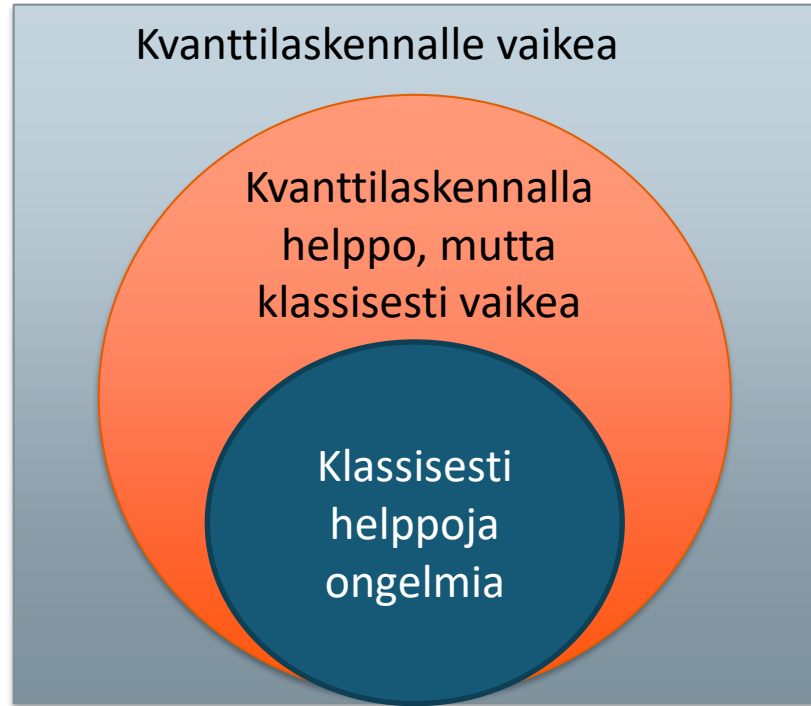 Kvanttilaskennalle vaikea
Kvanttilaskennalla
helppo, mutta
klassisesti vaikea
Klassisesti
helppoja
ongelmia